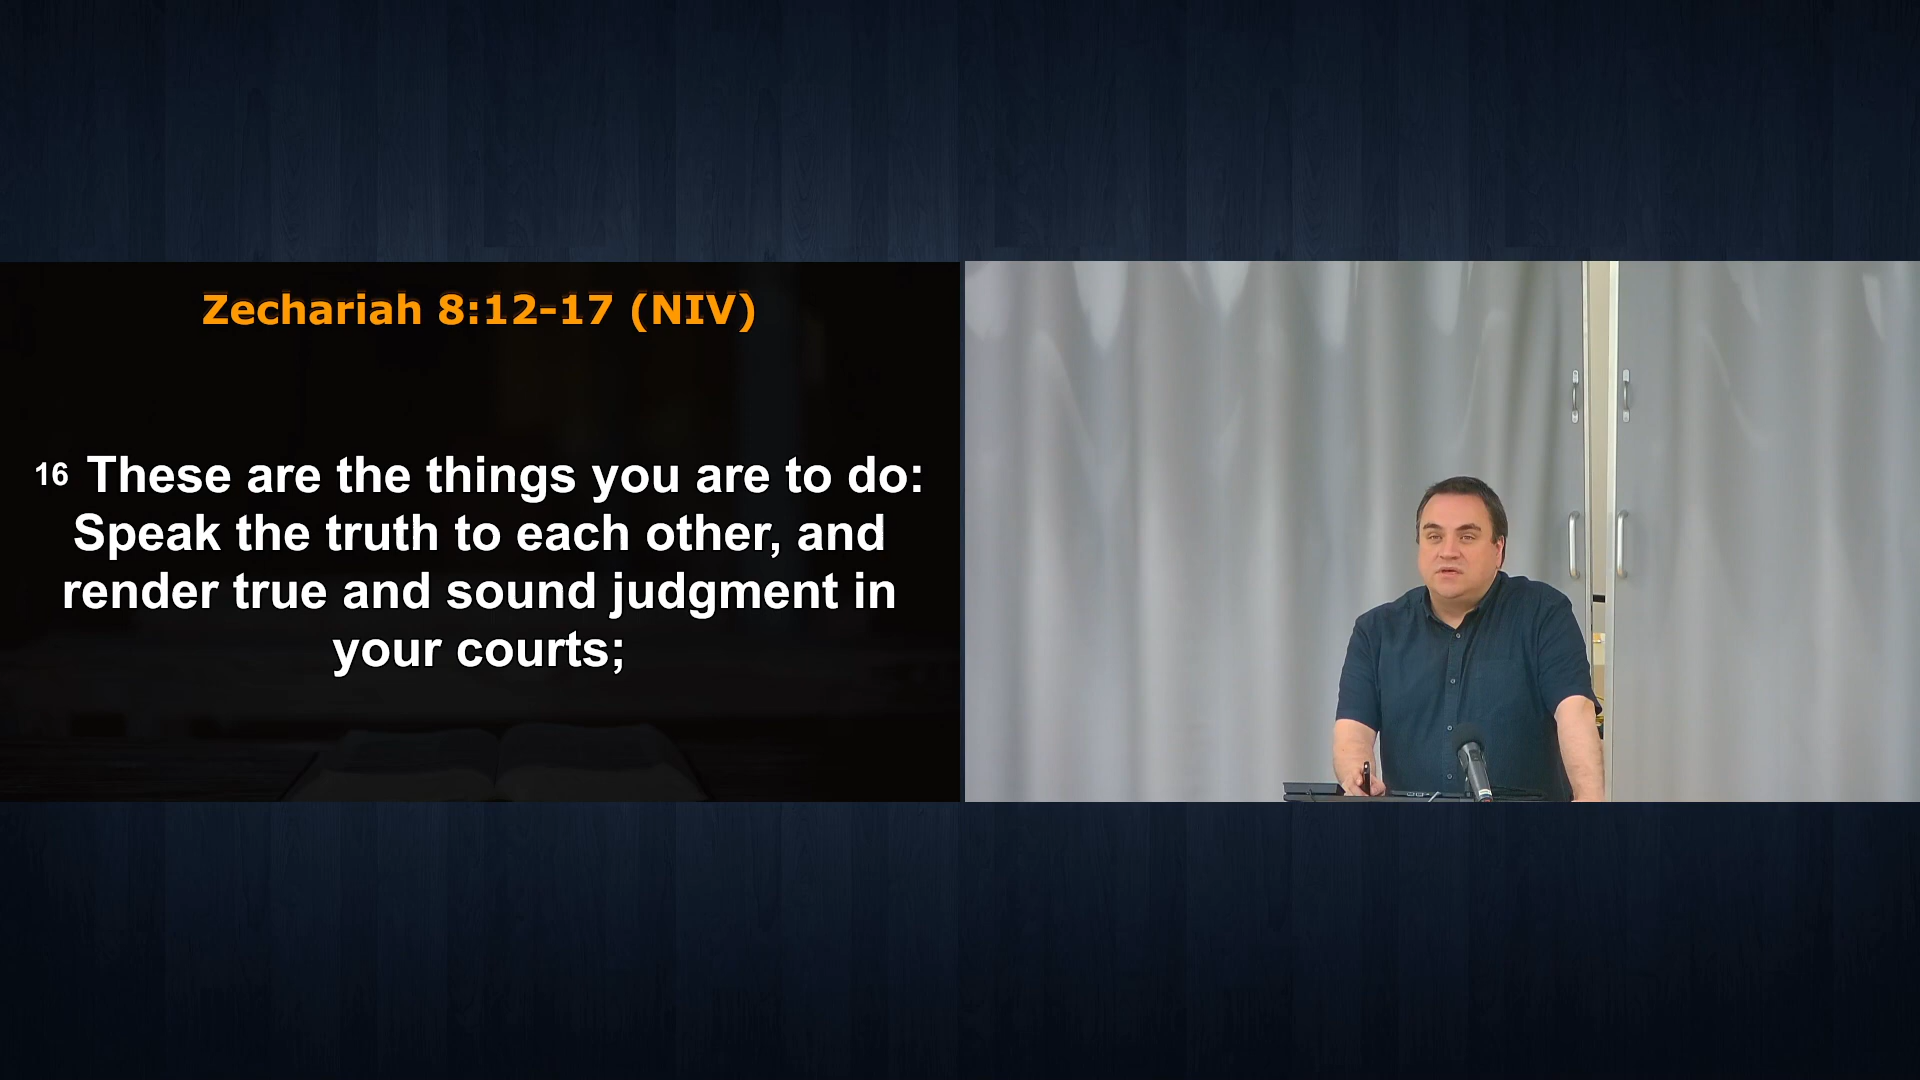 Zechariah 8:12-17 (NIV)
16 These are the things you are to do:
Speak the truth to each other, and
render true and sound judgment in
your courts;